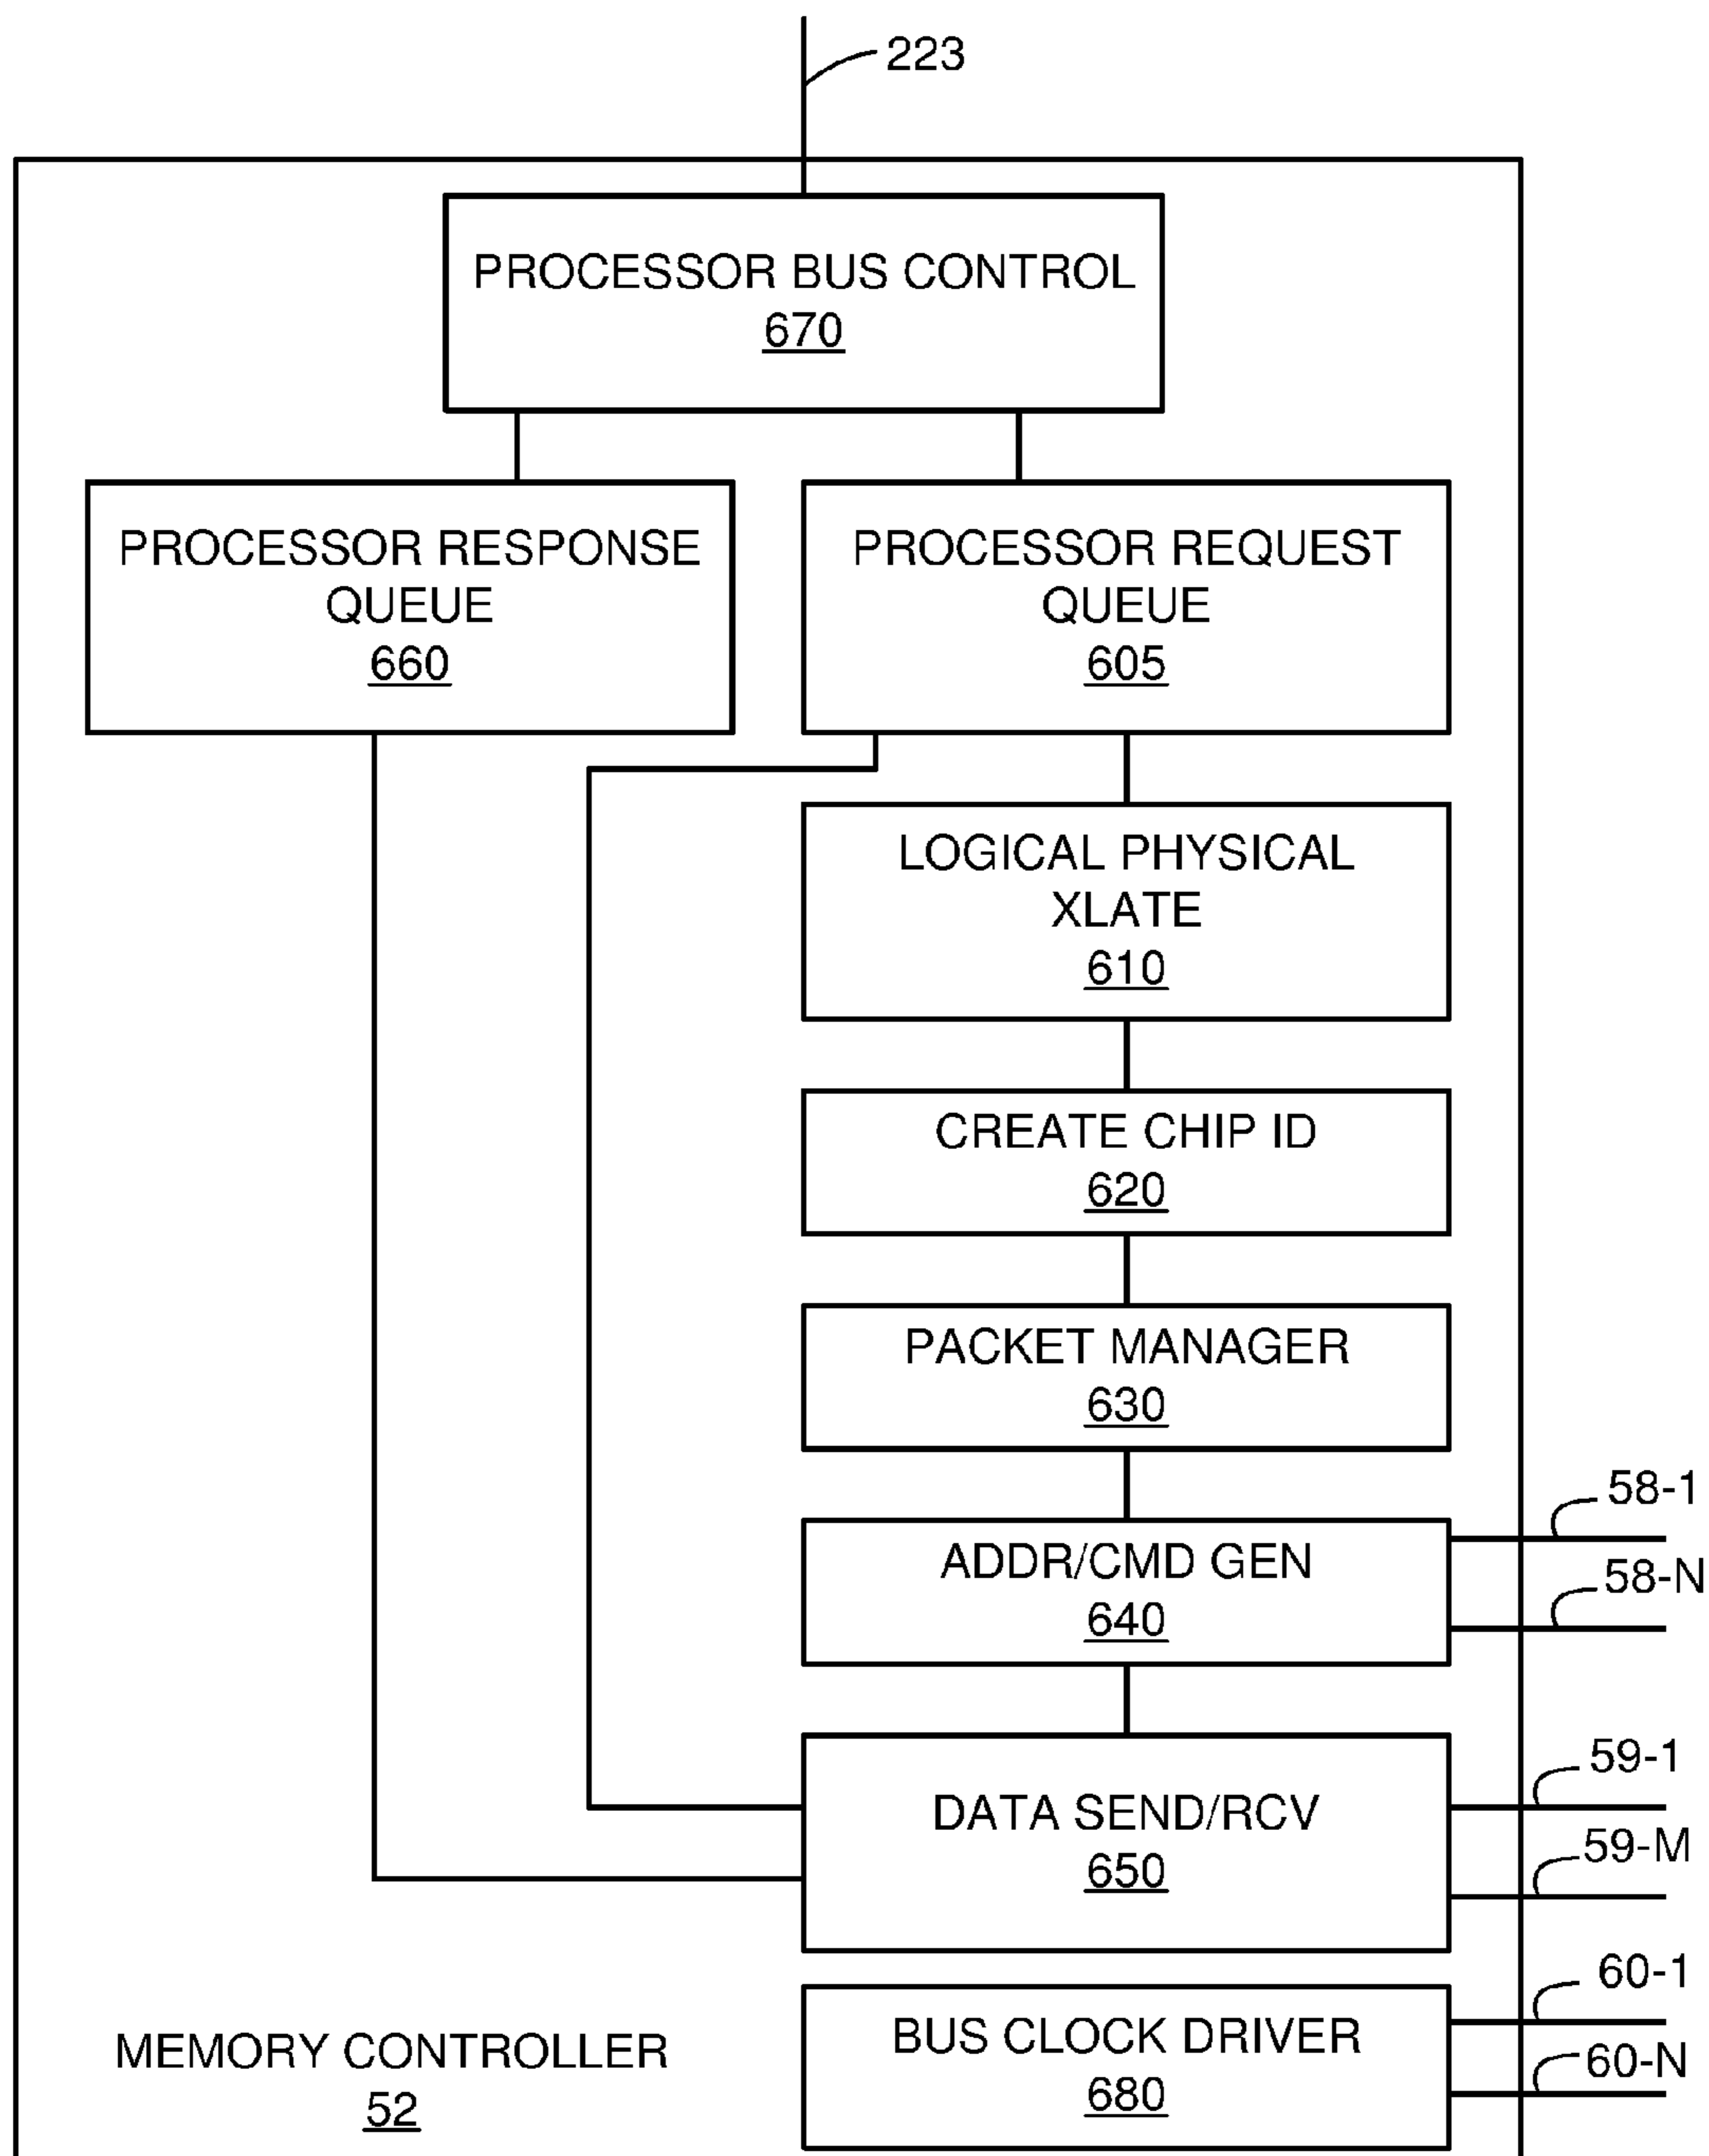 223
PROCESSOR BUS CONTROL
670
PROCESSOR RESPONSE
QUEUE
660
PROCESSOR REQUEST
QUEUE
605
LOGICAL PHYSICAL
XLATE
610
CREATE CHIP ID
620
PACKET MANAGER
630
58-1
ADDR/CMD GEN
58-N
640
59-1
DATA SEND/RCV
59-M
650
60-1
BUS CLOCK DRIVER
60-N
680
MEMORY CONTROLLER
52